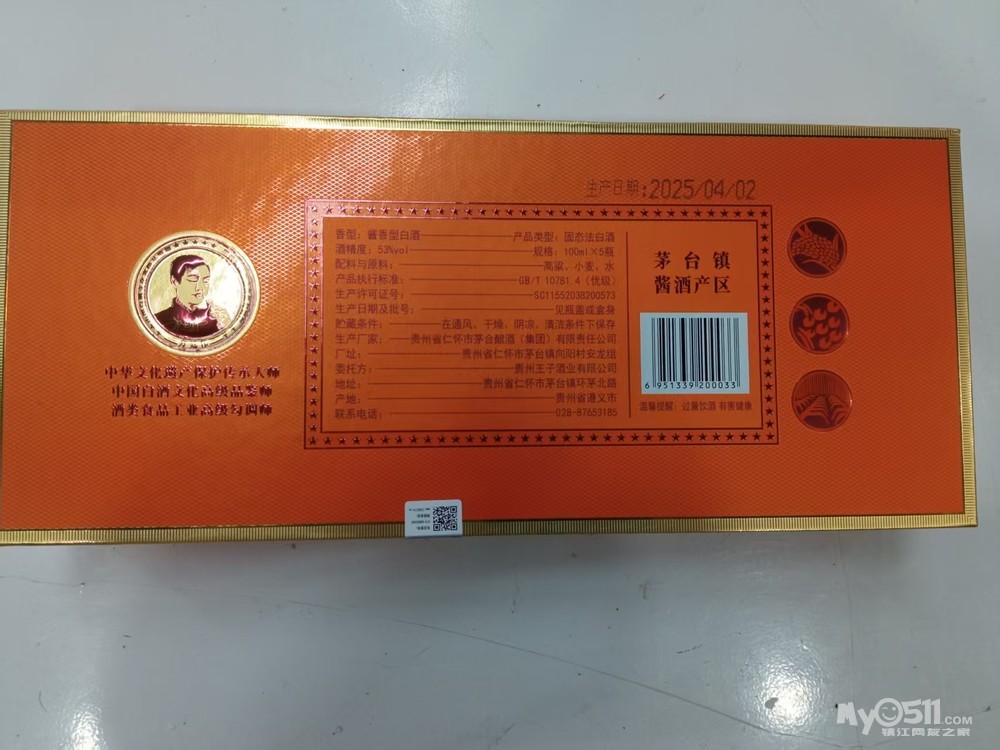 生产日期:2025/04/02
香型:酱香型白酒 产品类型:固态法白酒
酒精度:53%vol 规格:100ml×5瓶
配料与原料: 高粱、小麦、水
产品执行标准: GB/T 10781.4(优级)
生产许可证号: SC11552038200573
生产日期及批号: 见瓶盖或盒身
贮藏条件: 在通风、干燥、阴凉、清洁条件下保存
生产厂家: 贵州省仁怀市茅台酿酒(集团)有限责任公司
厂址: 贵州省仁怀市茅台镇向阳村安龙组
委托方: 贵州王子酒业有限公司
地址: 贵州省仁怀市茅台镇环茅北路
产地: 贵州省遵义市
联系电话: 028-87653185
茅台镇
酱酒产区
6951339200033
温馨提醒:过量饮酒 有害健康
中华文化遗产保护传承人师
中国白酒文化高级品鉴师
酒类食品工业高级勾调师
My0511.COM
镇江网友之家